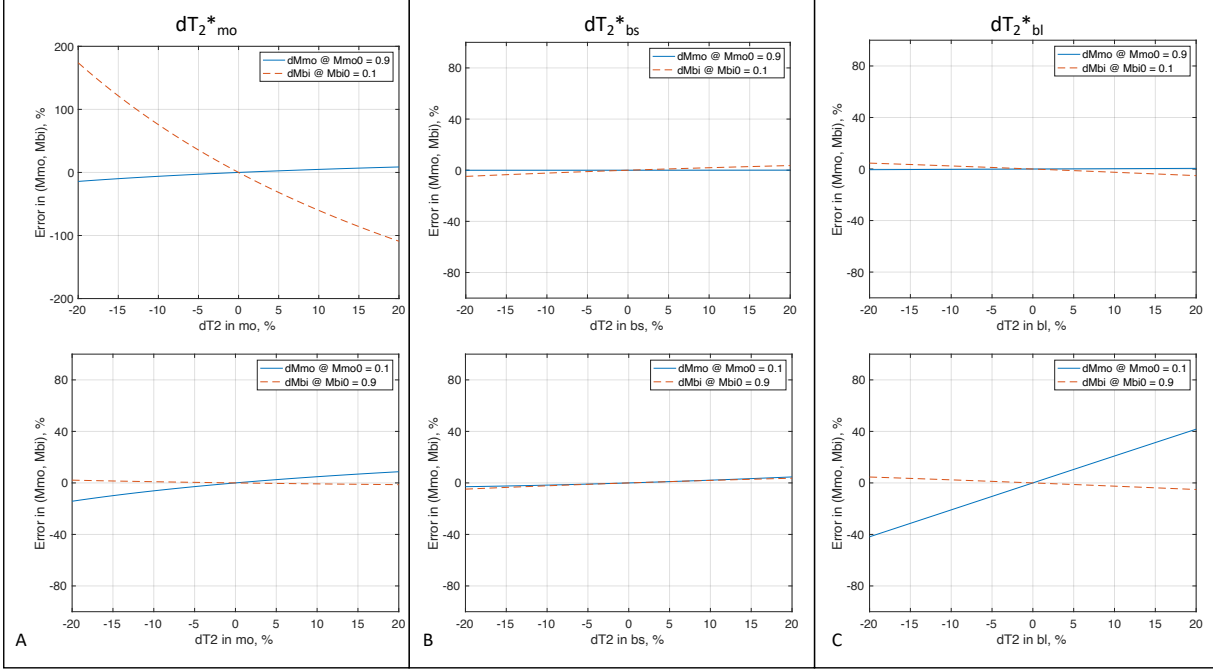 dT2*mo
200
100
0
-100
-200
Error in (Mmo, Mbi), %
dMmo @ Mmo0 = 0.9
dMbi @ Mbi0 = 0.1
-20 -15 -10 -5 0 5 10 15 20
dT2 in mo, %
80
40
0
-40
-80
Error in (Mmo, Mbi), %
dMmo @ Mmo0 = 0.1
dMbi @ Mbi0 = 0.9
-20 -15 -10 -5 0 5 10 15 20
dT2 in mo, %
A
dT2*bs
80
40
0
-40
-80
Error in (Mmo, Mbi), %
dMmo @ Mmo0 = 0.9
dMbi @ Mbi0 = 0.1
-20 -15 -10 -5 0 5 10 15 20
dT2 in bs, %
80
40
0
-40
-80
Error in (Mmo, Mbi), %
dMmo @ Mmo0 = 0.1
dMbi @ Mbi0 = 0.9
-20 -15 -10 -5 0 5 10 15 20
dT2 in bs, %
B
dT2*bl
80
40
0
-40
-80
Error in (Mmo, Mbi), %
dMmo @ Mmo0 = 0.9
dMbi @ Mbi0 = 0.1
-20 -15 -10 -5 0 5 10 15 20
dT2 in bl, %
80
40
0
-40
-80
Error in (Mmo, Mbi), %
dMmo @ Mmo0 = 0.1
dMbi @ Mbi0 = 0.9
-20 -15 -10 -5 0 5 10 15 20
dT2 in bl, %
C